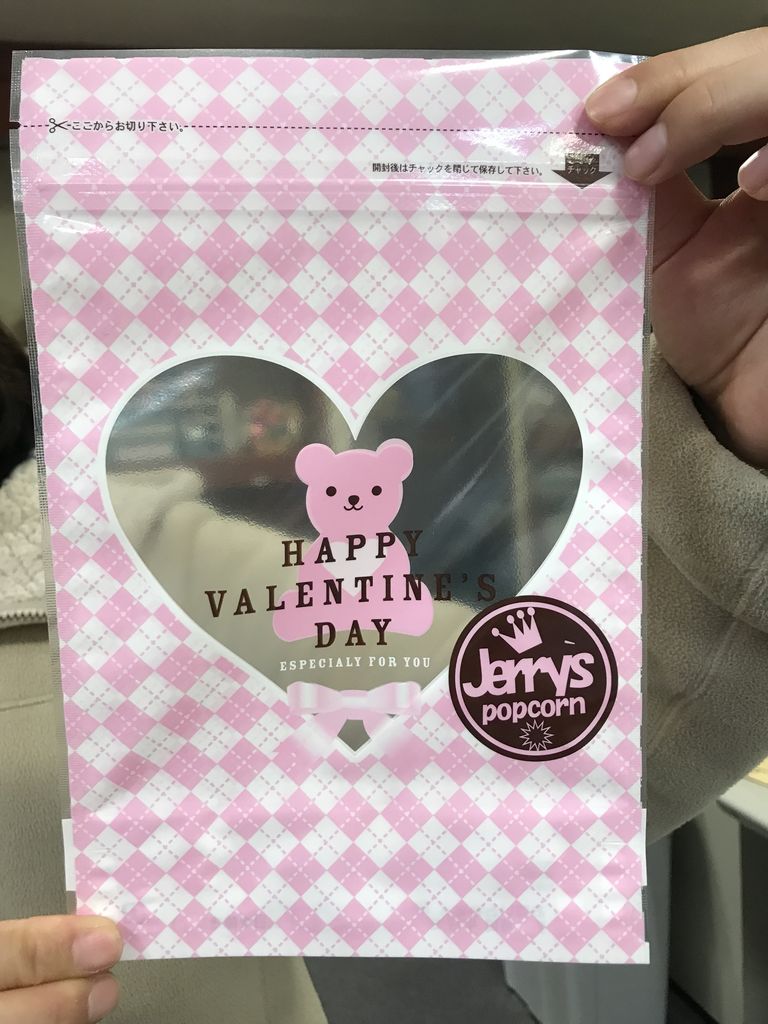 ここからお切り下さい。
開封後はチャックを閉じて保存して下さい。
チャック
HAPPY
VALENTINE'S
DAY
ESPECIALY FOR YOU
Jerry's
popcorn